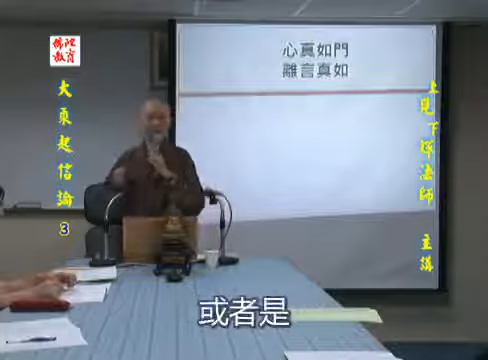 佛陀
教育
大乘起信論 3
心真如門
離言真如
上見下輝法師 主講
或者是